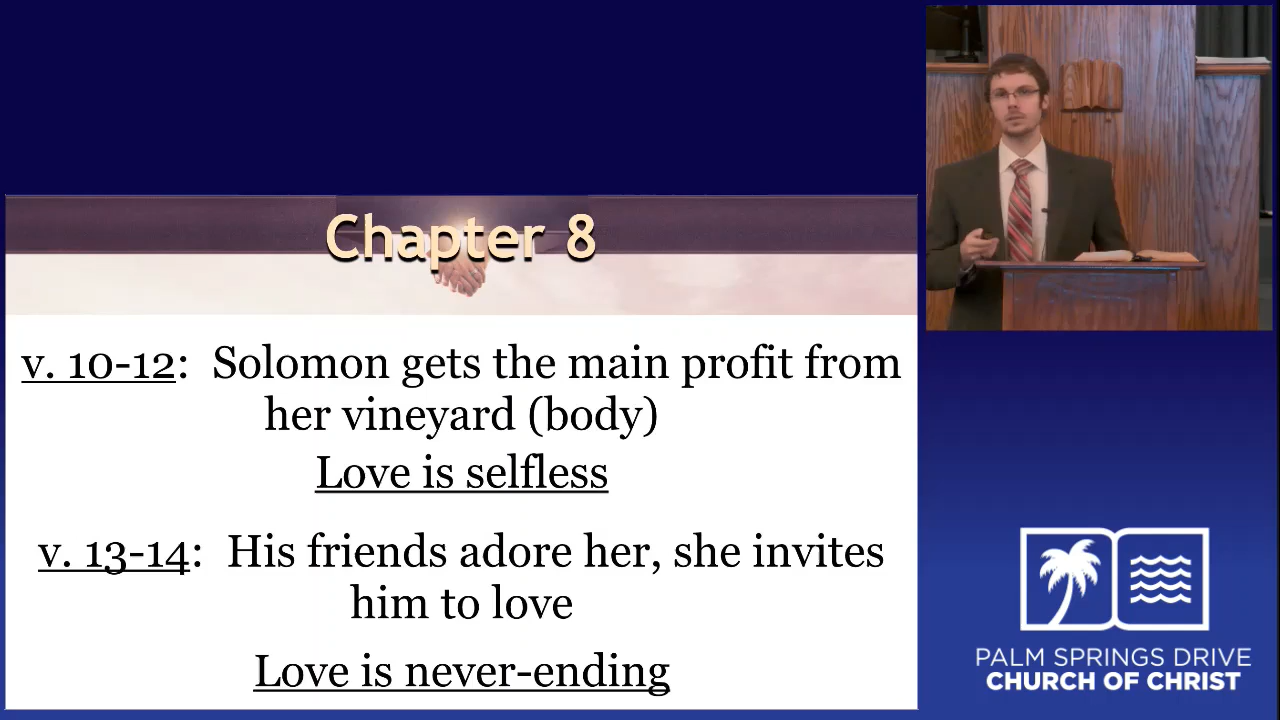 Chapter 8
v. 10-12: Solomon gets the main profit from
her vineyard (body)
Love is selfless
v. 13-14: His friends adore her, she invites
him to love
Love is never-ending
PALM SPRINGS DRIVE
CHURCH OF CHRIST